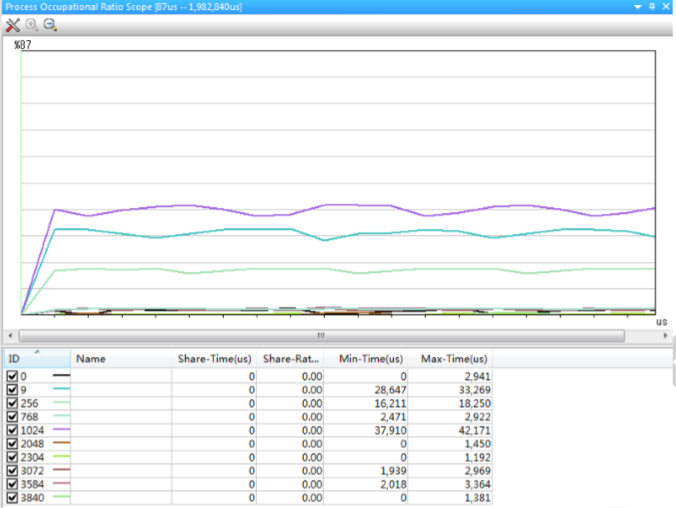 Process Occupational Ratio Scope [87us -- 1,982,840us]
%87
us
ID Name Share-Time(us) Share-Rat... Min-Time(us) Max-Time(us)
0 0 0.00 0 2,941
9 0 0.00 28,647 33,269
256 0 0.00 16,211 18,250
768 0 0.00 2,471 2,922
1024 0 0.00 37,910 42,171
2048 0 0.00 0 1,450
2304 0 0.00 0 1,192
3072 0 0.00 1,939 2,969
3584 0 0.00 2,018 3,364
3840 0 0.00 0 1,381